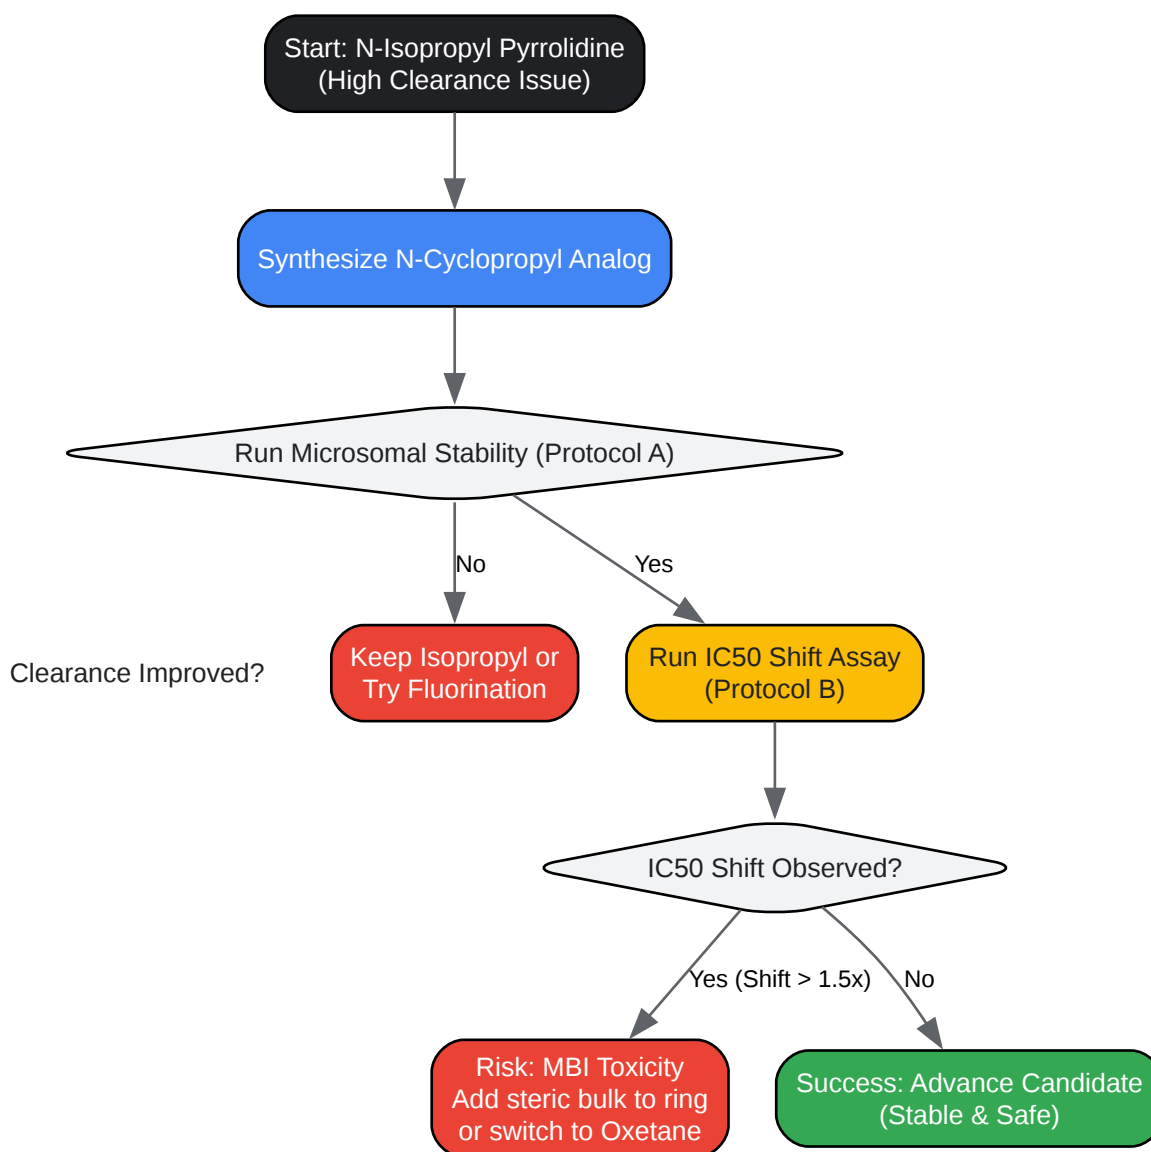 Start: N-Isopropyl Pyrrolidine
(High Clearance Issue)
Synthesize N-Cyclopropyl Analog
Run Microsomal Stability (Protocol A)
No
Yes
Clearance Improved?
Keep Isopropyl or
Try Fluorination
Run IC50 Shift Assay
(Protocol B)
IC50 Shift Observed?
Yes (Shift > 1.5x)
No
Risk: MBI Toxicity
Add steric bulk to ring
or switch to Oxetane
Success: Advance Candidate
(Stable & Safe)